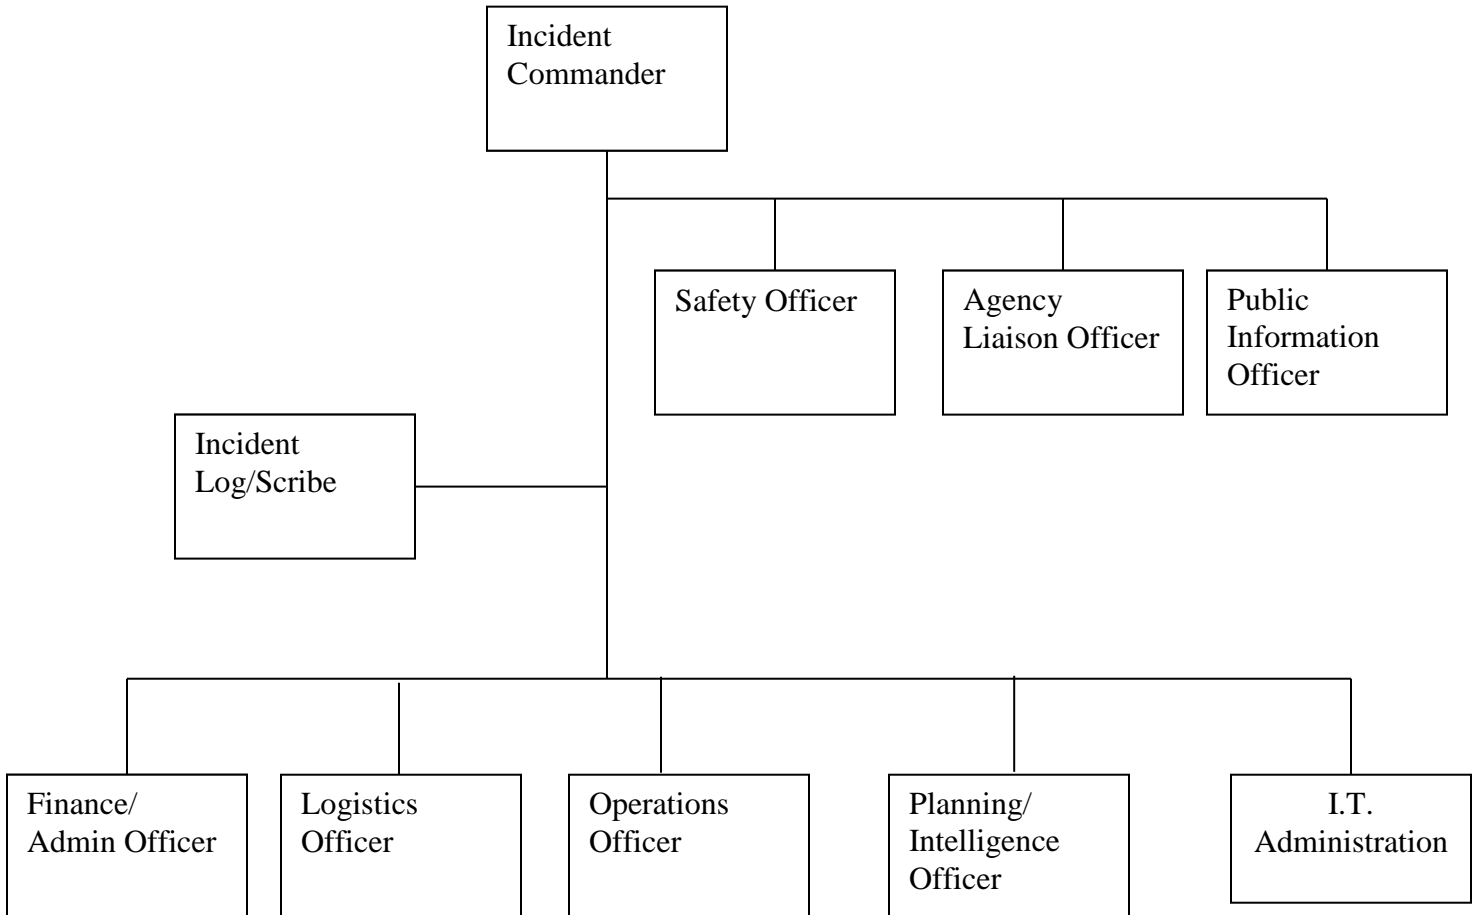 Incident
Commander
Safety Officer
Agency
Liaison Officer
Public
Information
Officer
Incident
Log/Scribe
Finance/
Admin Officer
Logistics
Officer
Operations
Officer
Planning/
Intelligence
Officer
I.T.
Administration